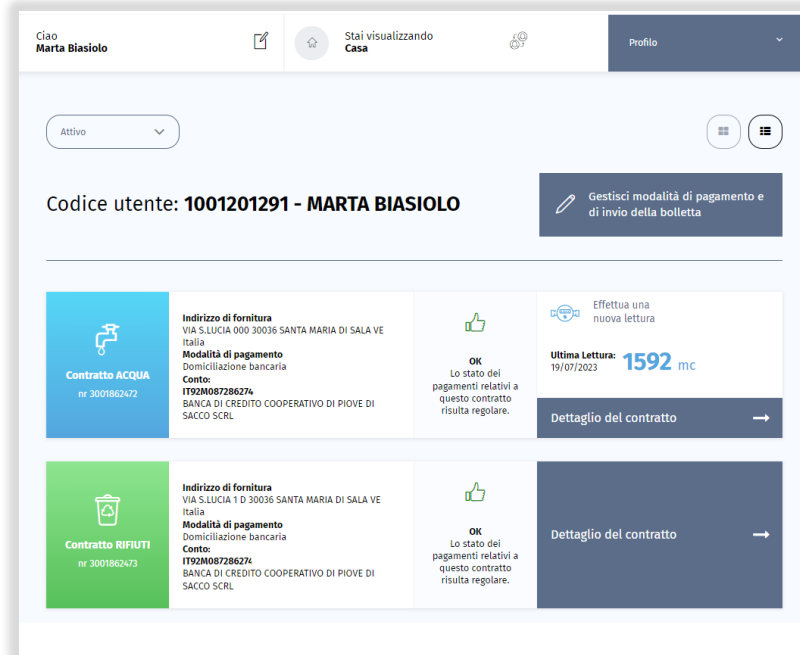 Ciao
Marta Biasiolo
Stai visualizzando
Casa
Profilo
Attivo
Codice utente: 1001201291 - MARTA BIASIOLO
Gestisci modalità di pagamento e
di invio della bolletta
Contratto ACQUA
nr 3001862472
Indirizzo di fornitura
VIA S.LUCIA 000 30036 SANTA MARIA DI SALA VE
Italia
Modalità di pagamento
Domiciliazione bancaria
Conto:
IT92M087286274
BANCA DI CREDITO COOPERATIVO DI PIOVE DI
SACCO SCRL
OK
Lo stato dei
pagamenti relativi a
questo contratto
risulta regolare.
Effettua una
nuova lettura
Ultima Lettura:
19/07/2023
1592 mc
Dettaglio del contratto
Contratto RIFIUTI
nr 3001862473
Indirizzo di fornitura
VIA S.LUCIA 1 D 30036 SANTA MARIA DI SALA VE
Italia
Modalità di pagamento
Domiciliazione bancaria
Conto:
IT92M087286274
BANCA DI CREDITO COOPERATIVO DI PIOVE DI
SACCO SCRL
OK
Lo stato dei
pagamenti relativi a
questo contratto
risulta regolare.
Dettaglio del contratto